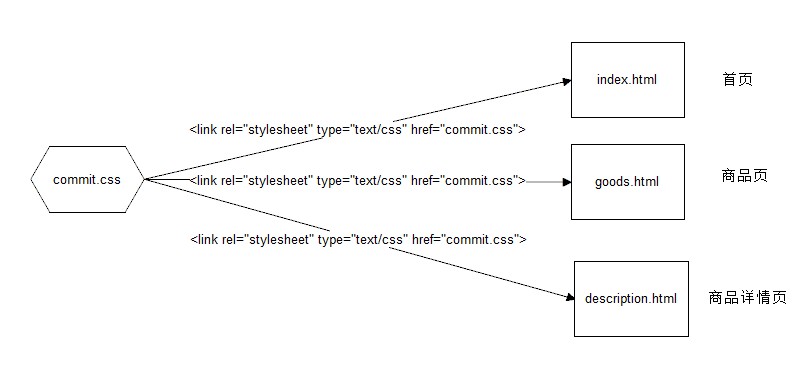 index.html 首页
<link rel="stylesheet" type="text/css" href="commit.css">
commit.css
<link rel="stylesheet" type="text/css" href="commit.css">
goods.html 商品页
<link rel="stylesheet" type="text/css" href="commit.css">
description.html 商品详情页